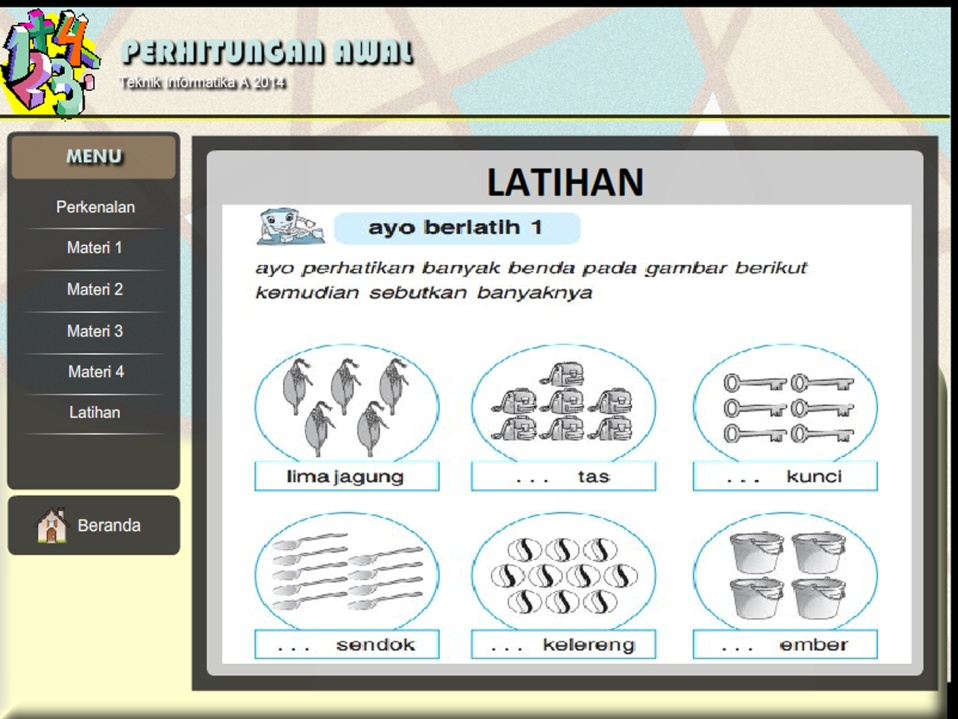 PERHITUNGAN AWAL
Teknik Informatika A 2014
MENU
Perkenalan
Materi 1
Materi 2
Materi 3
Materi 4
Latihan
Beranda
LATIHAN
ayo berlatih 1
ayo perhatikan banyak benda pada gambar berikut
kemudian sebutkan banyaknya
lima jagung
. . . tas
. . . kunci
. . . sendok
. . . kelereng
. . . ember